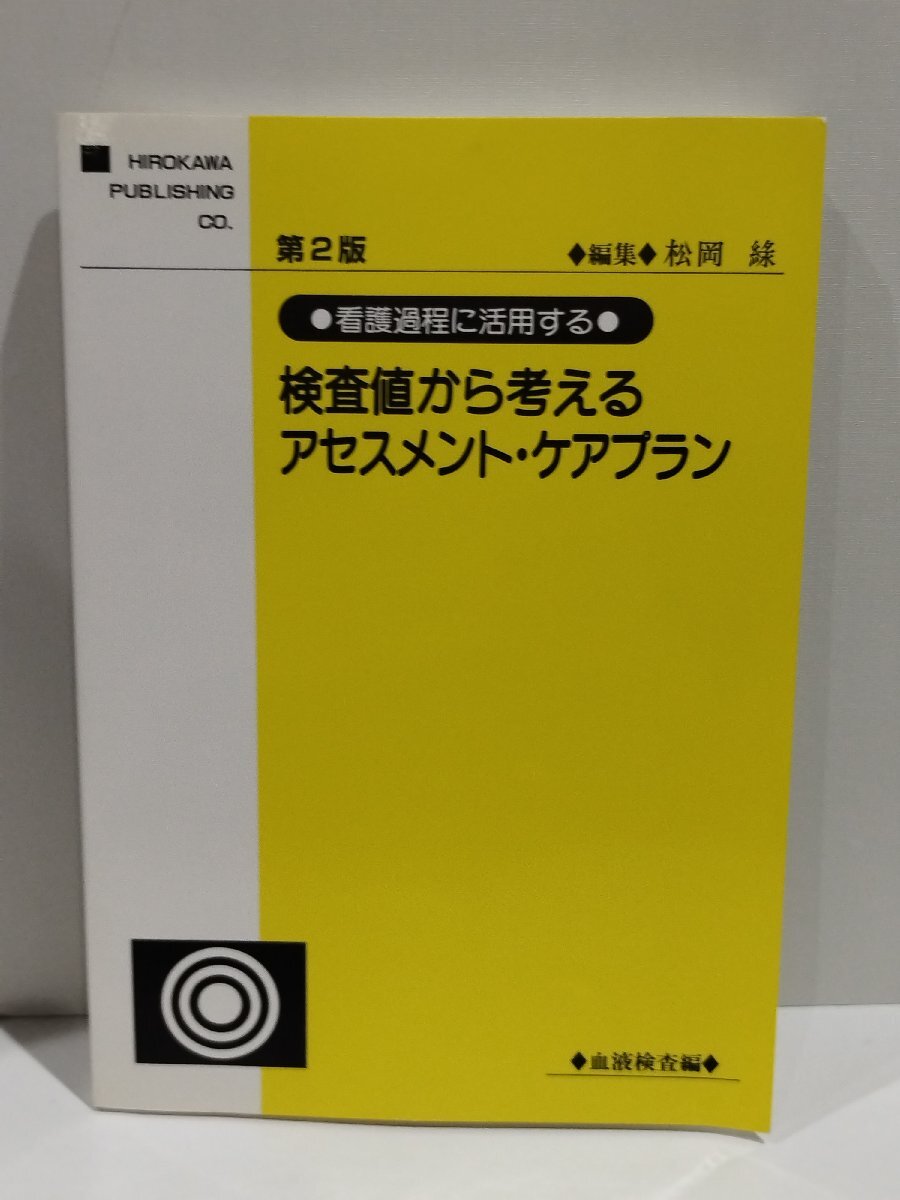 HIROKAWA
PUBLISHING
CO.
第2版
◆編集◆ 松岡 緑
●看護過程に活用する●
検査値から考える
アセスメント・ケアプラン
◆血液検査編◆